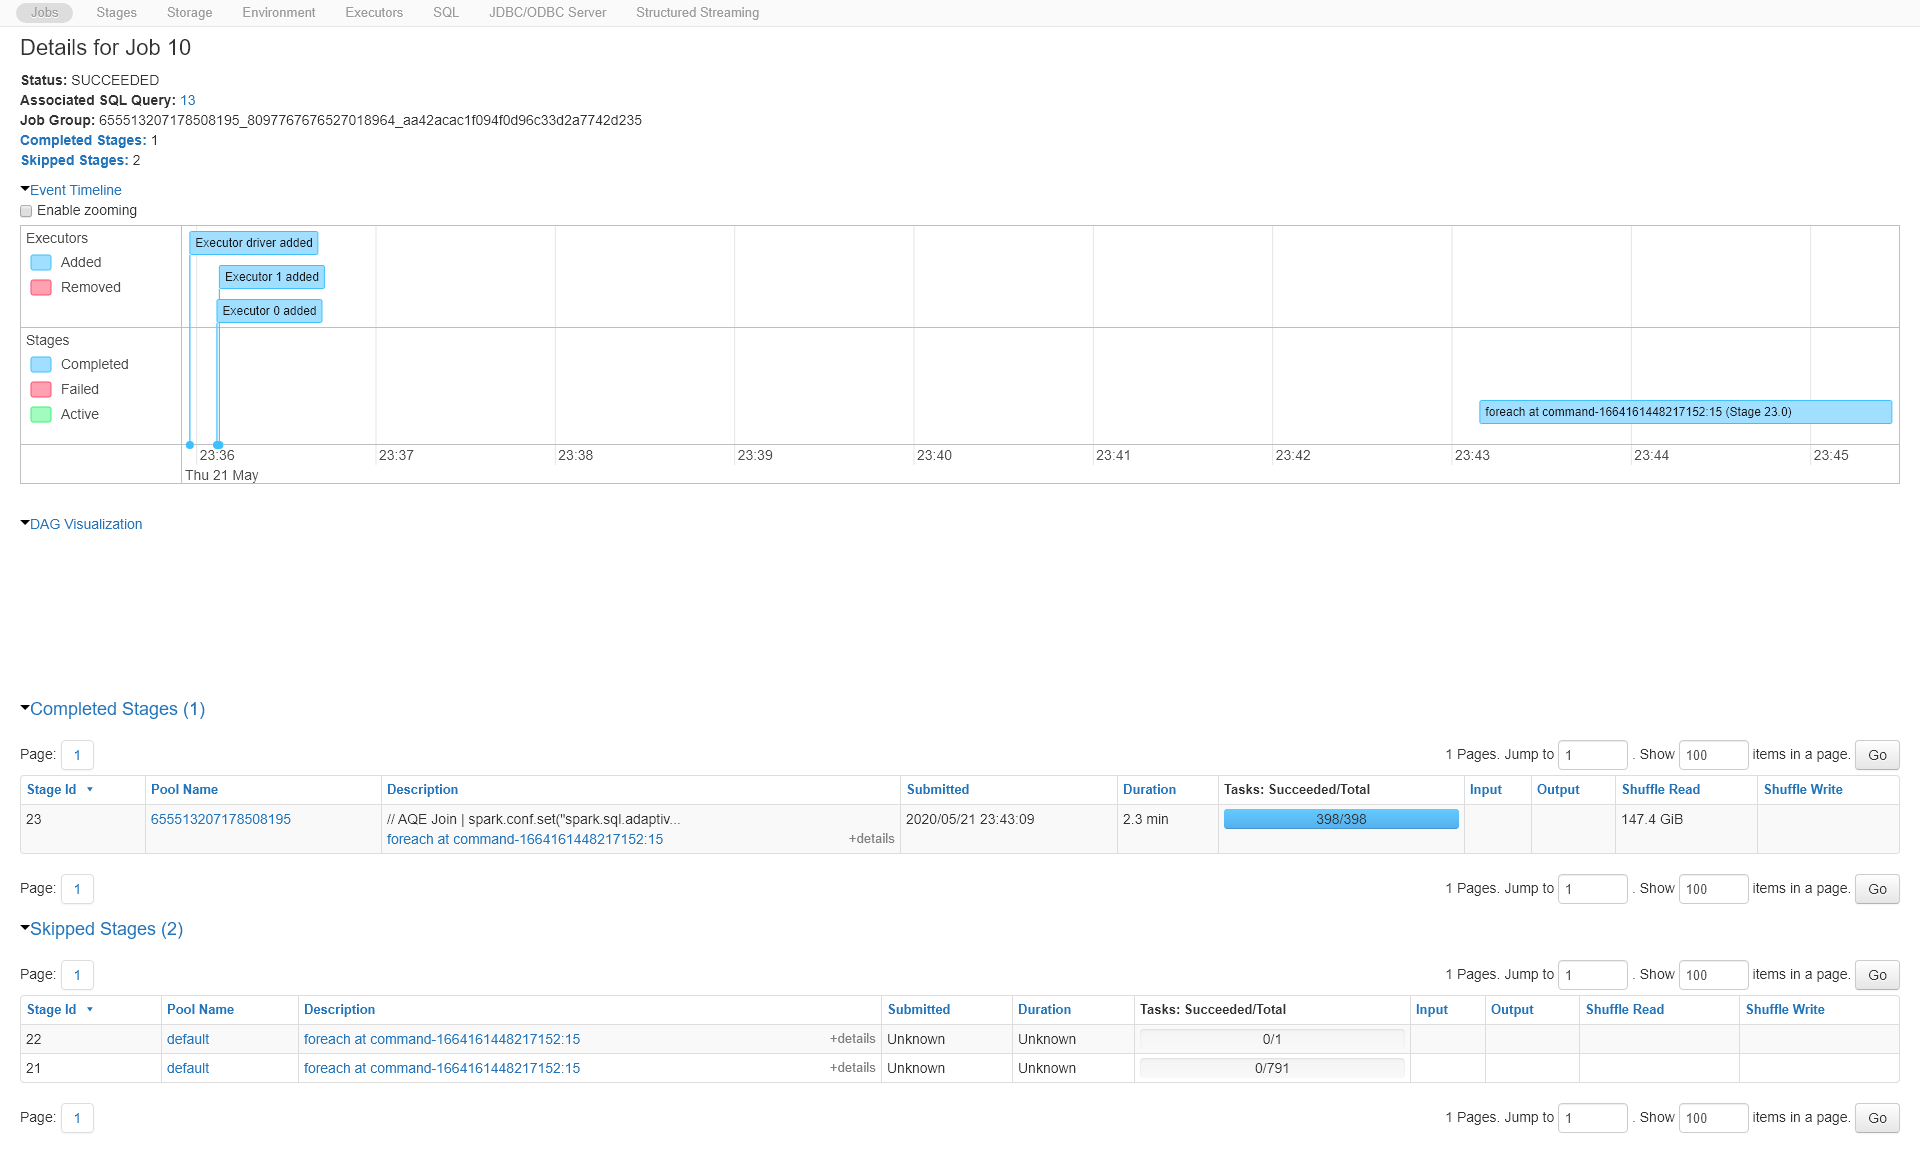 Jobs Stages Storage Environment Executors SQL JDBC/ODBC Server Structured Streaming
Details for Job 10
Status: SUCCEEDED
Associated SQL Query: 13
Job Group: 655513207178508195_8097767676527018964_aa42acac1f094f0d96c33d2a7742d235
Completed Stages: 1
Skipped Stages: 2
Event Timeline
Enable zooming
Executors
Added
Removed
Executor driver added
Executor 1 added
Executor 0 added
Stages
Completed
Failed
Active
foreach at command-1664161448217152:15 (Stage 23.0)
23:36 23:37 23:38 23:39 23:40 23:41 23:42 23:43 23:44 23:45
Thu 21 May
DAG Visualization
Completed Stages (1)
Page: 1 1 Pages. Jump to 1 . Show 100 items in a page. Go
Stage Id Pool Name Description Submitted Duration Tasks: Succeeded/Total Input Output Shuffle Read Shuffle Write
23 655513207178508195 // AQE Join | spark.conf.set("spark.sql.adaptiv... 2020/05/21 23:43:09 2.3 min 398/398 147.4 GiB
foreach at command-1664161448217152:15 +details
Page: 1 1 Pages. Jump to 1 . Show 100 items in a page. Go
Skipped Stages (2)
Page: 1 1 Pages. Jump to 1 . Show 100 items in a page. Go
Stage Id Pool Name Description Submitted Duration Tasks: Succeeded/Total Input Output Shuffle Read Shuffle Write
22 default foreach at command-1664161448217152:15 +details Unknown Unknown 0/1
21 default foreach at command-1664161448217152:15 +details Unknown Unknown 0/791
Page: 1 1 Pages. Jump to 1 . Show 100 items in a page. Go